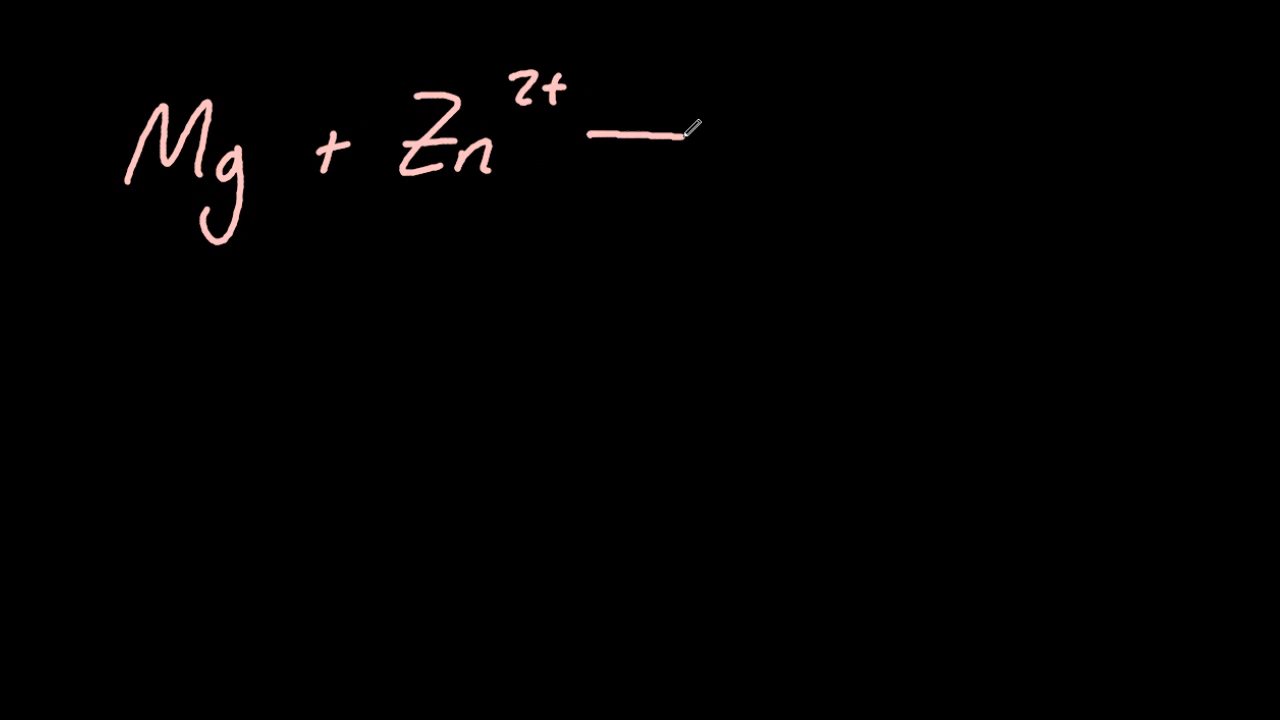 Mg + Zn²⁺ —